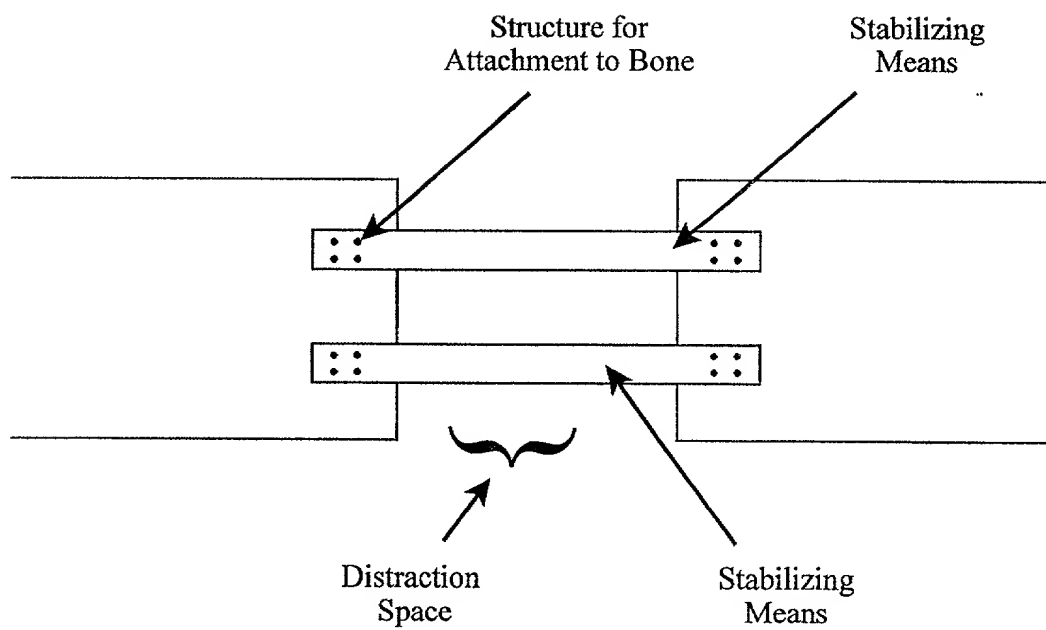 Structure for
Attachment to Bone
Stabilizing
Means
Distraction
Space
Stabilizing
Means